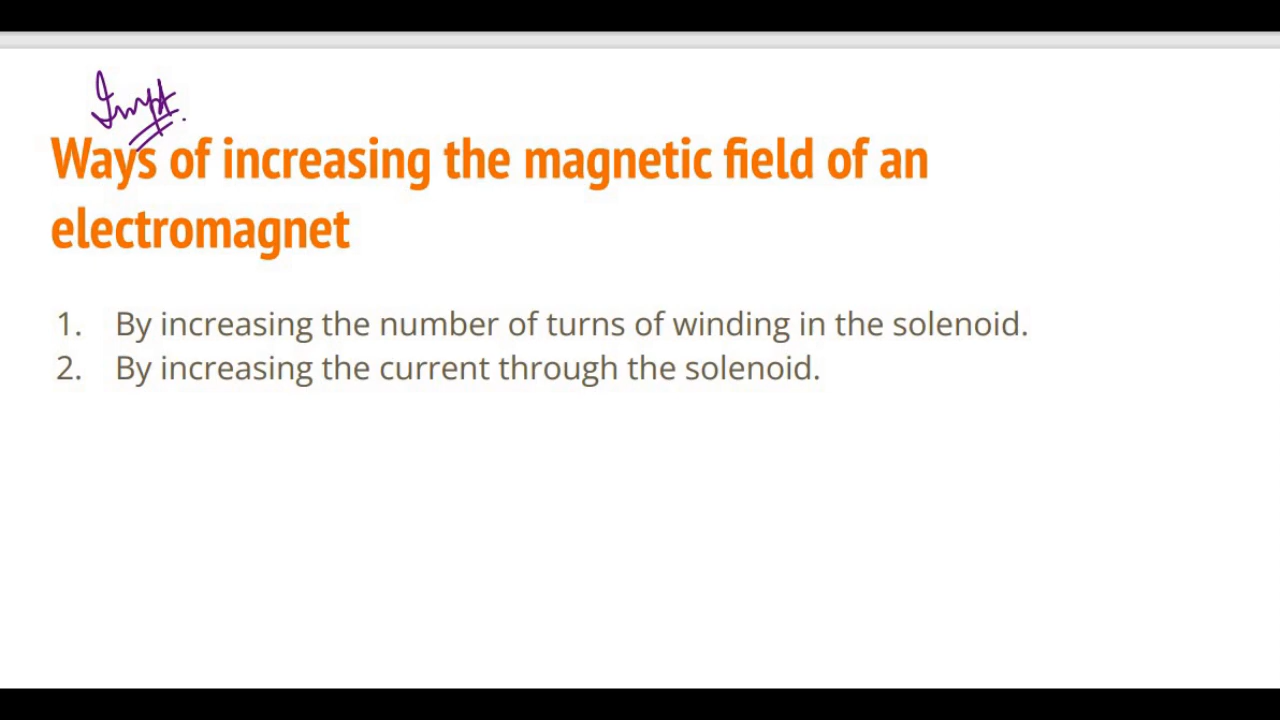 Impt.
Ways of increasing the magnetic field of an
electromagnet
1. By increasing the number of turns of winding in the solenoid.
2. By increasing the current through the solenoid.